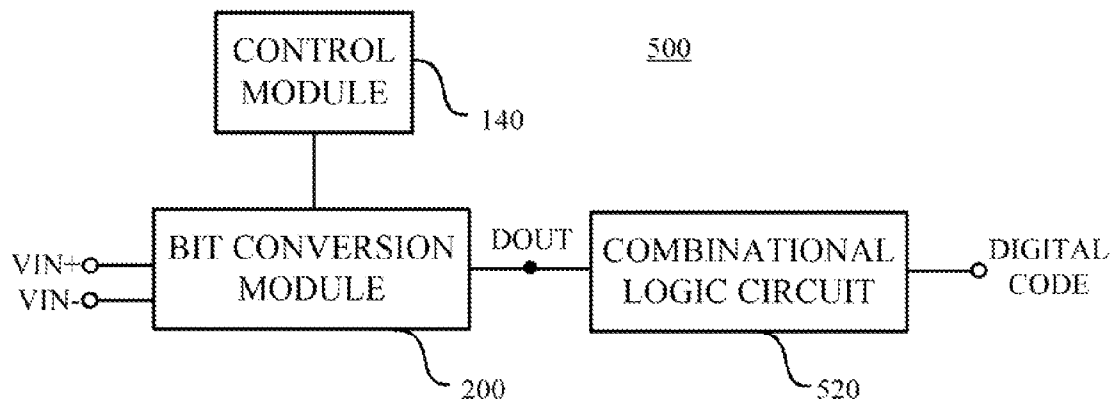 CONTROL
MODULE
500
140
VIN+
VIN-
BIT CONVERSION
MODULE
DOUT
COMBINATIONAL
LOGIC CIRCUIT
DIGITAL
CODE
200
520